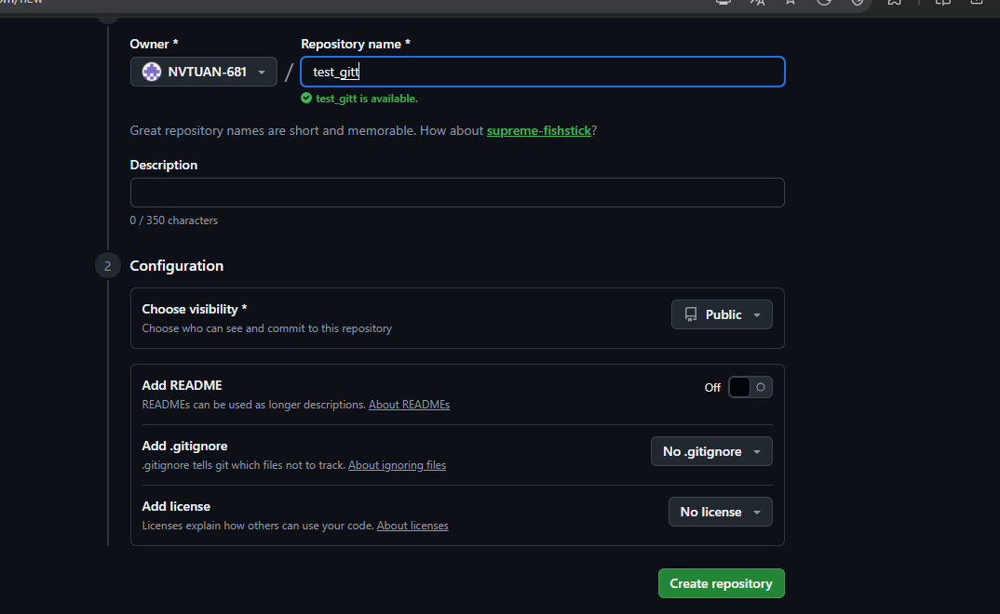 om/new
Owner *
Repository name *
NVTUAN-681
/
test_gitt
test_gitt is available.
Great repository names are short and memorable. How about supreme-fishstick?
Description
0 / 350 characters
2
Configuration
Choose visibility *
Choose who can see and commit to this repository
Public
Add README
READMEs can be used as longer descriptions. About READMEs
Off
Add .gitignore
.gitignore tells git which files not to track. About ignoring files
No .gitignore
Add license
Licenses explain how others can use your code. About licenses
No license
Create repository